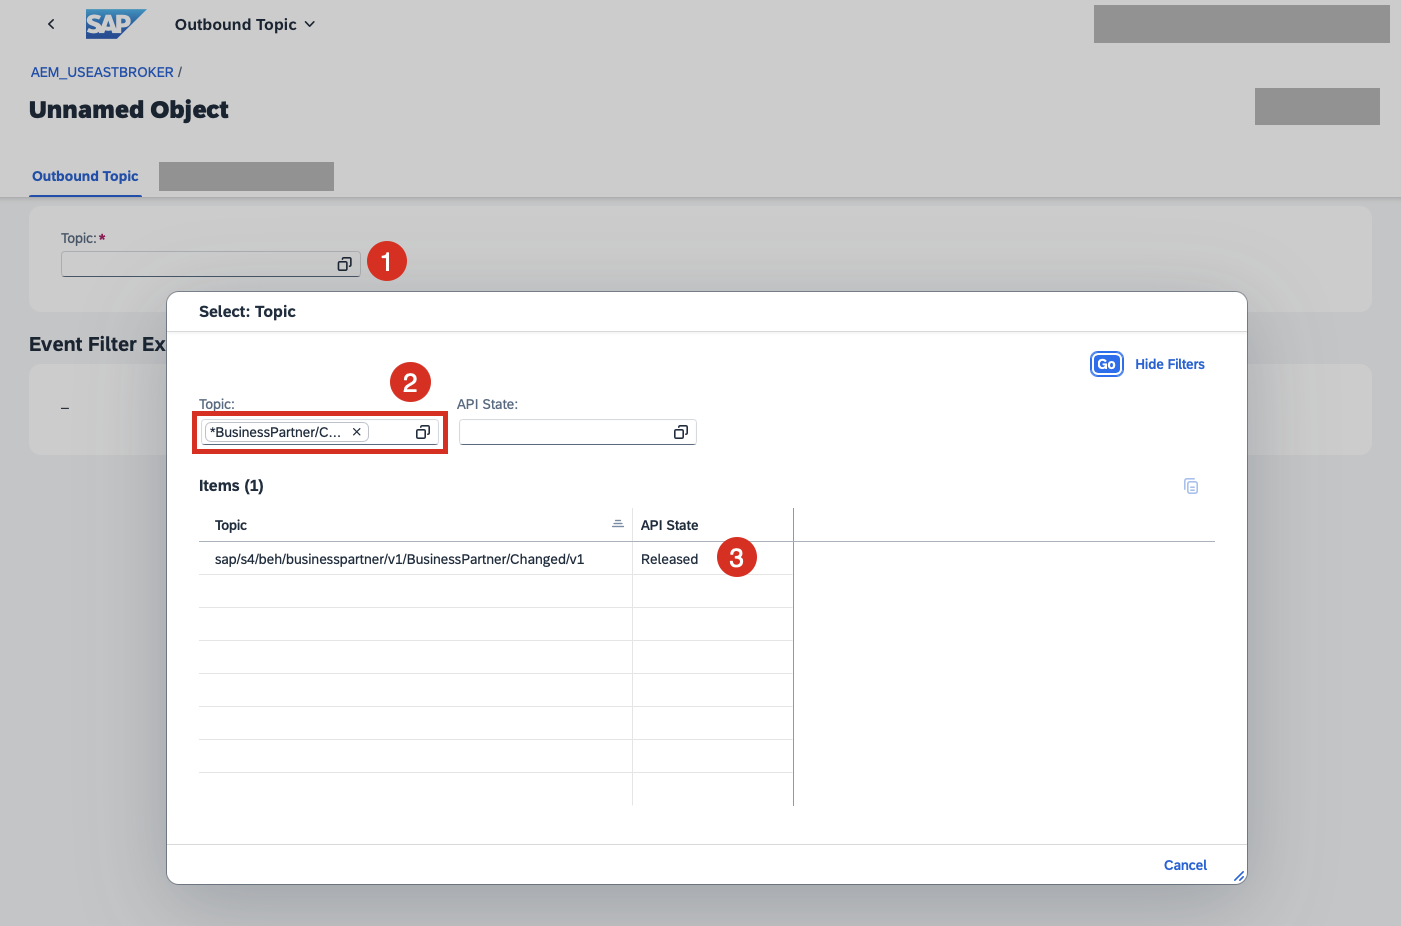 SAP Outbound Topic
AEM_USEASTBROKER /
Unnamed Object
Outbound Topic
Topic:*
1
Select: Topic
Event Filter Ex
Go Hide Filters
2
Topic: API State:
–
*BusinessPartner/C...
Items (1)
Topic API State
sap/s4/beh/businesspartner/v1/BusinessPartner/Changed/v1 Released 3
Cancel